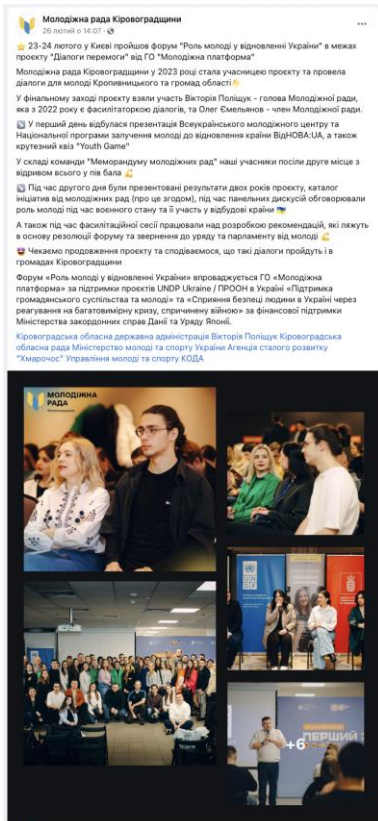 Молодіжна рада Кіровоградщини
26 лютого о 14:07
23-24 лютого у Києві пройшов форум "Роль молоді у відновленні України" в межах
проєкту "Діалоги перемоги" від ГО "Молодіжна платформа"
Молодіжна рада Кіровоградщини у 2023 році стала учасницею проєкту та провела
діалоги для молоді Кропивницького та громад області
У фінальному заході проєкту взяли участь Вікторія Поліщук - голова Молодіжної ради,
яка з 2022 року є фасилітаторкою діалогів, та Олег Ємельянов - член Молодіжної ради.
У перший день відбулася презентація Всеукраїнського молодіжного центру та
Національної програми залучення молоді до відновлення країни ВідНОВА:UA, а також
крутезний квіз "Youth Game"
У складі команди "Меморандуму молодіжних рад" наші учасники посіли друге місце з
відривом всього у пів бала
Під час другого дня були презентовані результати двох років проєкту, каталог
ініціатив від молодіжних рад (про це згодом), під час панельних дискусій обговорювали
роль молоді під час воєнного стану та її участь у відбудові країни
А також під час фасилітаційної сесії працювали над розробкою рекомендацій, які ляжуть
в основу резолюції форуму та звернення до уряду та парламенту від молоді
Чекаємо продовження проєкту та сподіваємося, що такі діалоги пройдуть і в
громадах Кіровоградщини
Форум «Роль молоді у відновленні України» впроваджується ГО «Молодіжна
платформа» за підтримки проєктів UNDP Ukraine / ПРООН в Україні «Підтримка
громадянського суспільства та молоді» та «Сприяння безпеці людини в Україні через
реагування на багатовимірну кризу, спричинену війною» за фінансової підтримки
Міністерства закордонних справ Данії та Уряду Японії.
Кіровоградська обласна державна адміністрація Вікторія Поліщук Кіровоградська
обласна рада Міністерство молоді та спорту України Агенція сталого розвитку
"Хмарочос" Управління молоді та спорту КОДА
МОЛОДІЖНА
РАДА
UN
DP
+6
ПЕРШИЙ